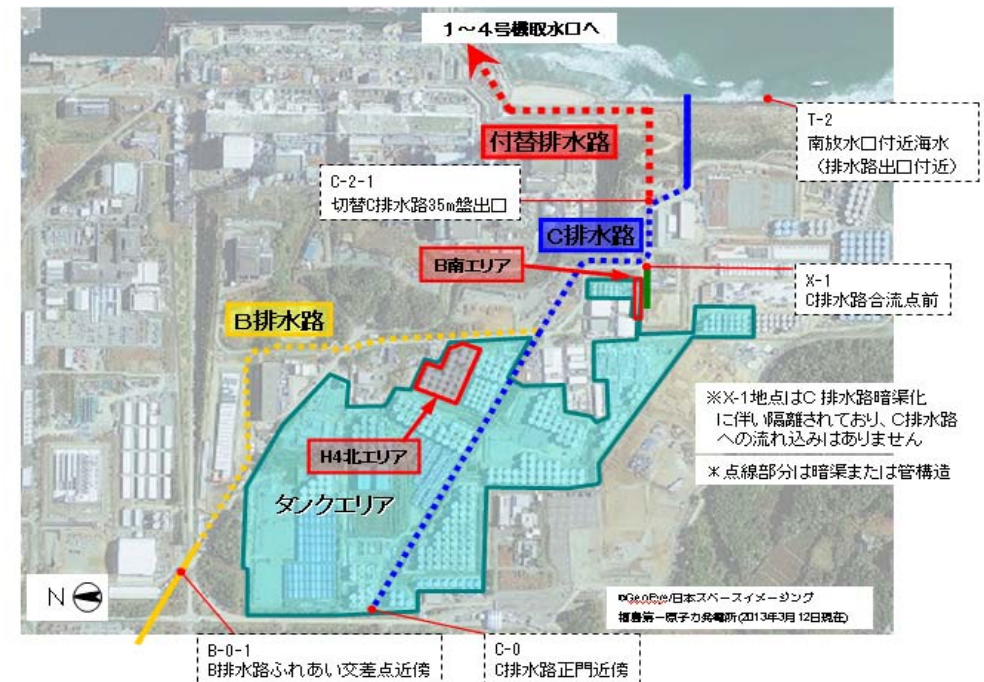 1～4号機取水口へ
付替排水路
T-2
南放水口付近海水
（排水路出口付近）
C-2-1
切替C排水路35m盤出口
C排水路
B南エリア
X-1
C排水路合流点前
B排水路
※X-1地点はC 排水路暗渠化
に伴い隔離されており、C排水路
への流れ込みはありません
H4北エリア
＊点線部分は暗渠または管構造
タンクエリア
N
©GeoEye/日本スペースイメージング
福島第一原子力発電所(2013年3月12日現在)
B-0-1
B排水路ふれあい交差点近傍
C-0
C排水路正門近傍